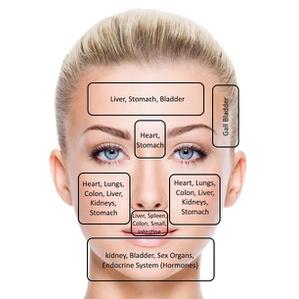 Liver, Stomach, Bladder
Gall Bladder
Heart,
Stomach
Heart, Lungs,
Colon, Liver,
Kidneys,
Stomach
Heart, Lungs,
Colon, Liver,
Kidneys,
Stomach
Liver, Spleen,
Colon, Small,
Intestine
kidney, Bladder, Sex Organs,
Endocrine System (Hormones)